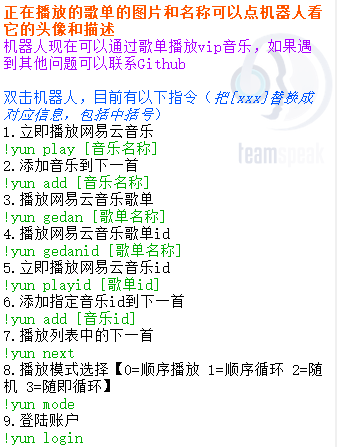 正在播放的歌单的图片和名称可以点机器人看
它的头像和描述
机器人现在可以通过歌单播放vip音乐，如果遇
到其他问题可以联系Github
双击机器人，目前有以下指令（把[xxx]替换成
对应信息，包括中括号）
1.立即播放网易云音乐
!yun play [音乐名称]
2.添加音乐到下一首
!yun add [音乐名称]
3.播放网易云音乐歌单
!yun gedan [歌单名称]
4.播放网易云音乐歌单id
!yun gedanid [歌单名称]
5.立即播放网易云音乐id
!yun playid [歌单id]
6.添加指定音乐id到下一首
!yun add [音乐id]
7.播放列表中的下一首
!yun next
8.播放模式选择【0=顺序播放 1=顺序循环 2=随
机 3=随即循环】
!yun mode
9.登陆账户
!yun login
teamspeak